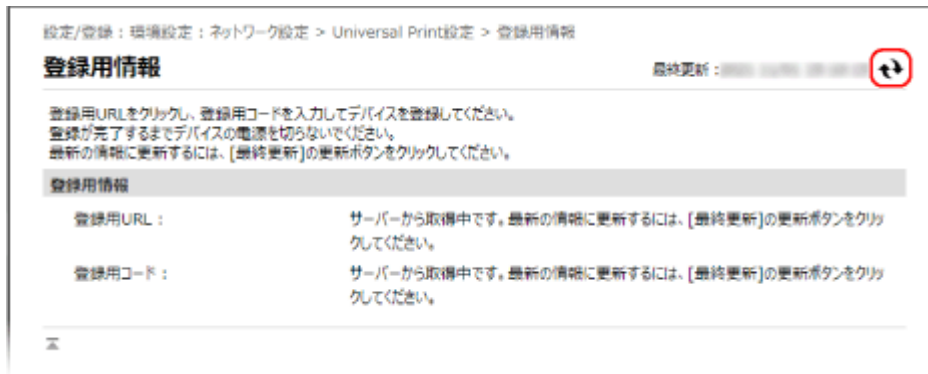 設定/登録 : 環境設定 : ネットワーク設定 > Universal Print設定 > 登録用情報
登録用情報
最終更新 :
登録用URLをクリックし、登録用コードを入力してデバイスを登録してください。
登録が完了するまでデバイスの電源を切らないでください。
最新の情報に更新するには、[最終更新]の更新ボタンをクリックしてください。
登録用情報
登録用URL : サーバーから取得中です。最新の情報に更新するには、[最終更新]の更新ボタンをクリッ
クしてください。
登録用コード : サーバーから取得中です。最新の情報に更新するには、[最終更新]の更新ボタンをクリッ
クしてください。